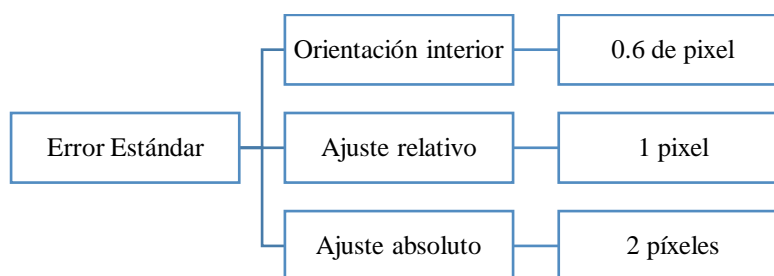 Orientación interior
0.6 de pixel
Error Estándar
Ajuste relativo
1 pixel
Ajuste absoluto
2 píxeles